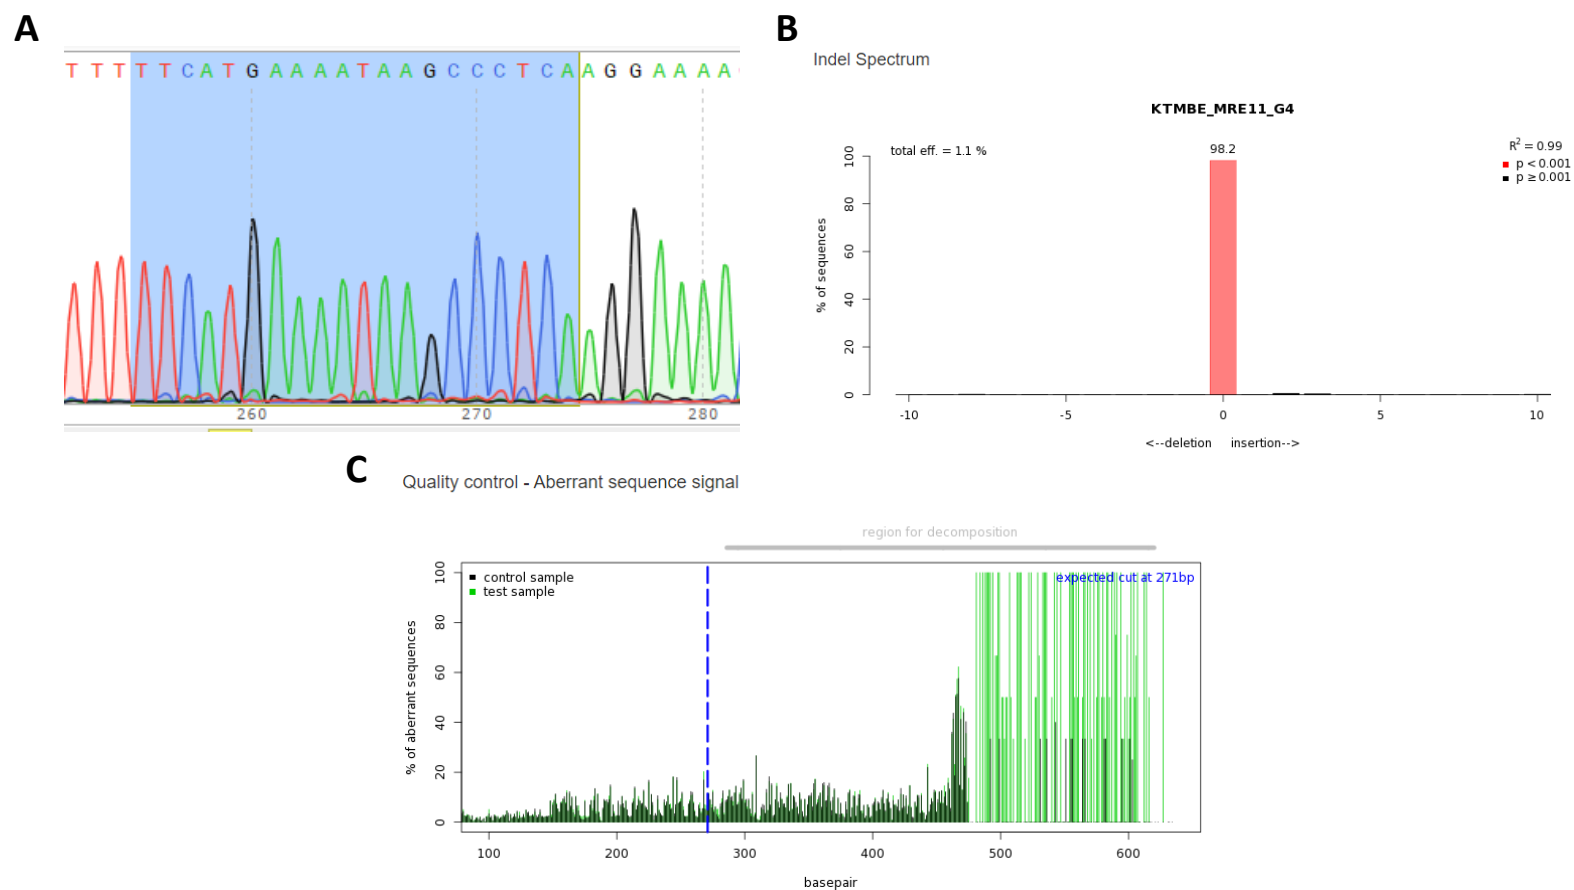 A
T T T T T C A T G A A A A T A A G C C C T C A A G G A A A A
260 270 280
B
Indel Spectrum
KTMBE_MRE11_G4
total eff. = 1.1 %
98.2
R² = 0.99
p < 0.001
p ≥ 0.001
% of sequences
100
80
60
40
20
0
-10 -5 0 5 10
<--deletion insertion-->
C
Quality control - Aberrant sequence signal
region for decomposition
control sample
test sample
expected cut at 271bp
% of aberrant sequences
100
80
60
40
20
0
100 200 300 400 500 600
basepair